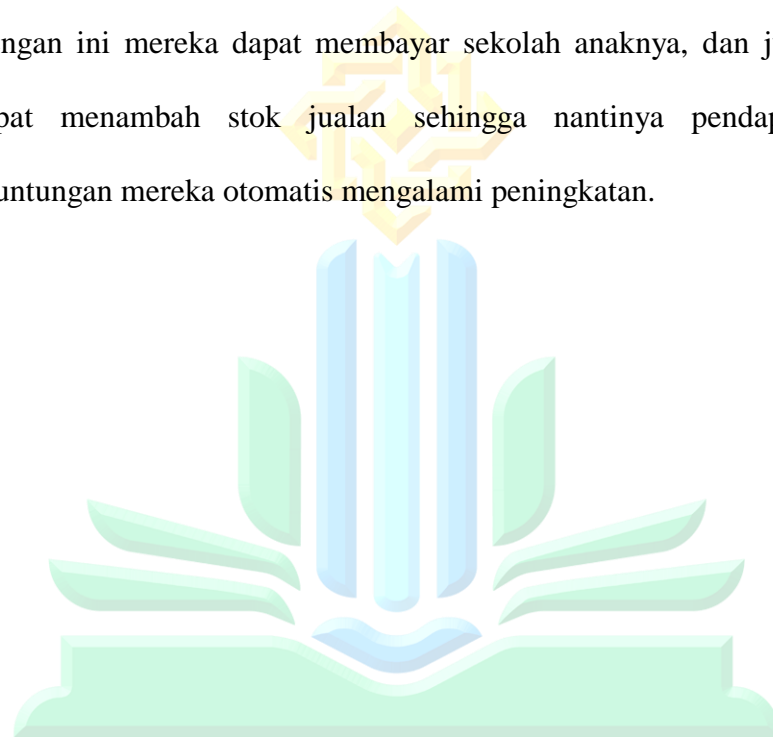 ngan ini mereka dapat membayar sekolah anaknya, dan j
pat menambah stok jualan sehingga nantinya pendap
untungan mereka otomatis mengalami peningkatan.